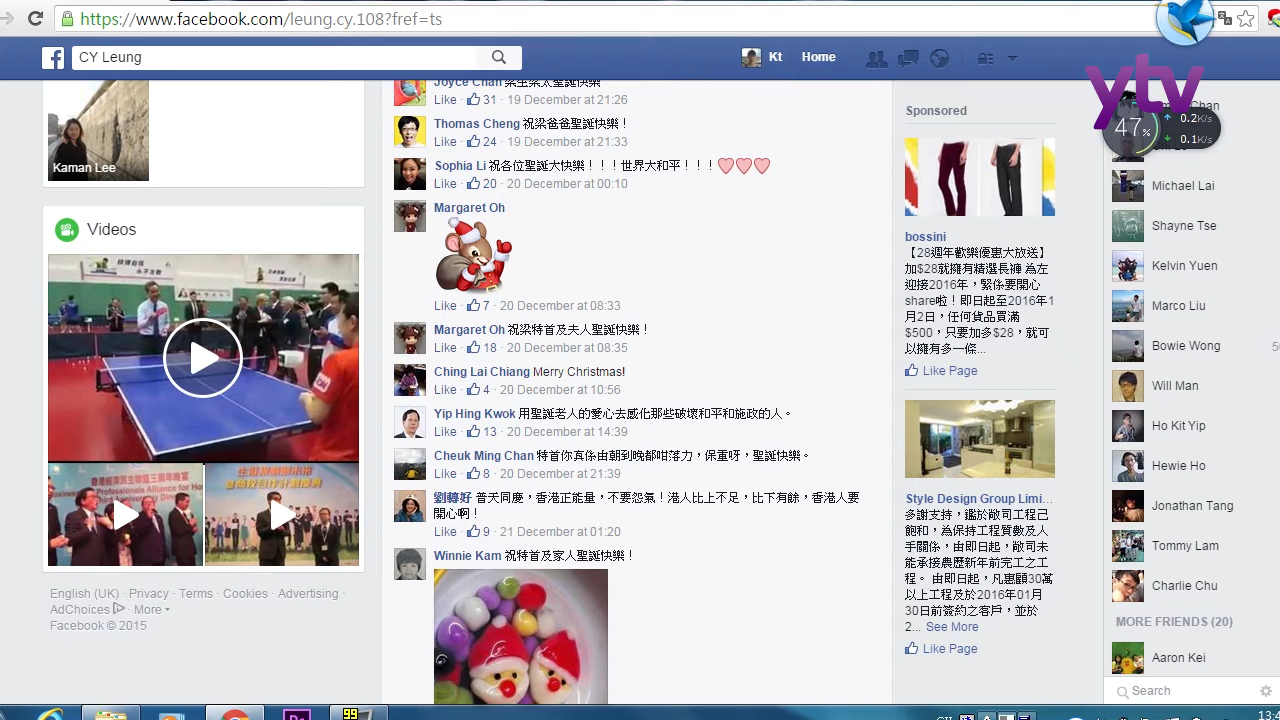 https://www.facebook.com/leung.cy.108?fref=ts
CY Leung
Kt
Home
ytv
47%
0.2K/s
0.1K/s
Kaman Lee
Videos
English (UK) · Privacy · Terms · Cookies · Advertising ·
AdChoices · More
Facebook © 2015
Joyce Chan 梁生梁太聖誕快樂
Like · 31 · 19 December at 21:26
Thomas Cheng 祝梁爸爸聖誕快樂！
Like · 24 · 19 December at 21:33
Sophia Li 祝各位聖誕大快樂！！！世界大和平！！！
Like · 20 · 20 December at 00:10
Margaret Oh
Like · 7 · 20 December at 08:33
Margaret Oh 祝梁特首及夫人聖誕快樂！
Like · 18 · 20 December at 08:35
Ching Lai Chiang Merry Christmas!
Like · 4 · 20 December at 10:56
Yip Hing Kwok 用聖誕老人的愛心去感化那些破壞和平和施政的人。
Like · 13 · 20 December at 14:39
Cheuk Ming Chan 特首你真係由朝到晚都咁落力，保重呀，聖誕快樂。
Like · 8 · 20 December at 21:39
劉轉好 普天同慶，香港正能量，不要怨氣！港人比上不足，比下有餘，香港人要
開心啊！
Like · 9 · 21 December at 01:20
Winnie Kam 祝特首及家人聖誕快樂！
Sponsored
bossini
【28週年歡樂優惠大放送】
加$28就擁有條長褲 為左
迎接2016年，緊係要開心
share啦！即日起至2016年1
月2日，任何貨品買滿
$500，只要加多$28，就可
以擁有多一條...
Like Page
Style Design Group Limi...
多謝支持，鑑於敝司工程已
飽和，為保持工程質數及人
手關係，由即日起，敝司未
能承接農曆新年前完工之工
程。 由即日起，凡惠顧30萬
以上工程及於2016年01月
30日前簽約之客戶，並於
2... See More
Like Page
Chan
Michael Lai
Shayne Tse
Kelvin Yuen
Marco Liu
Bowie Wong
Will Man
Ho Kit Yip
Hewie Ho
Jonathan Tang
Tommy Lam
Charlie Chu
MORE FRIENDS (20)
Aaron Kei
Search